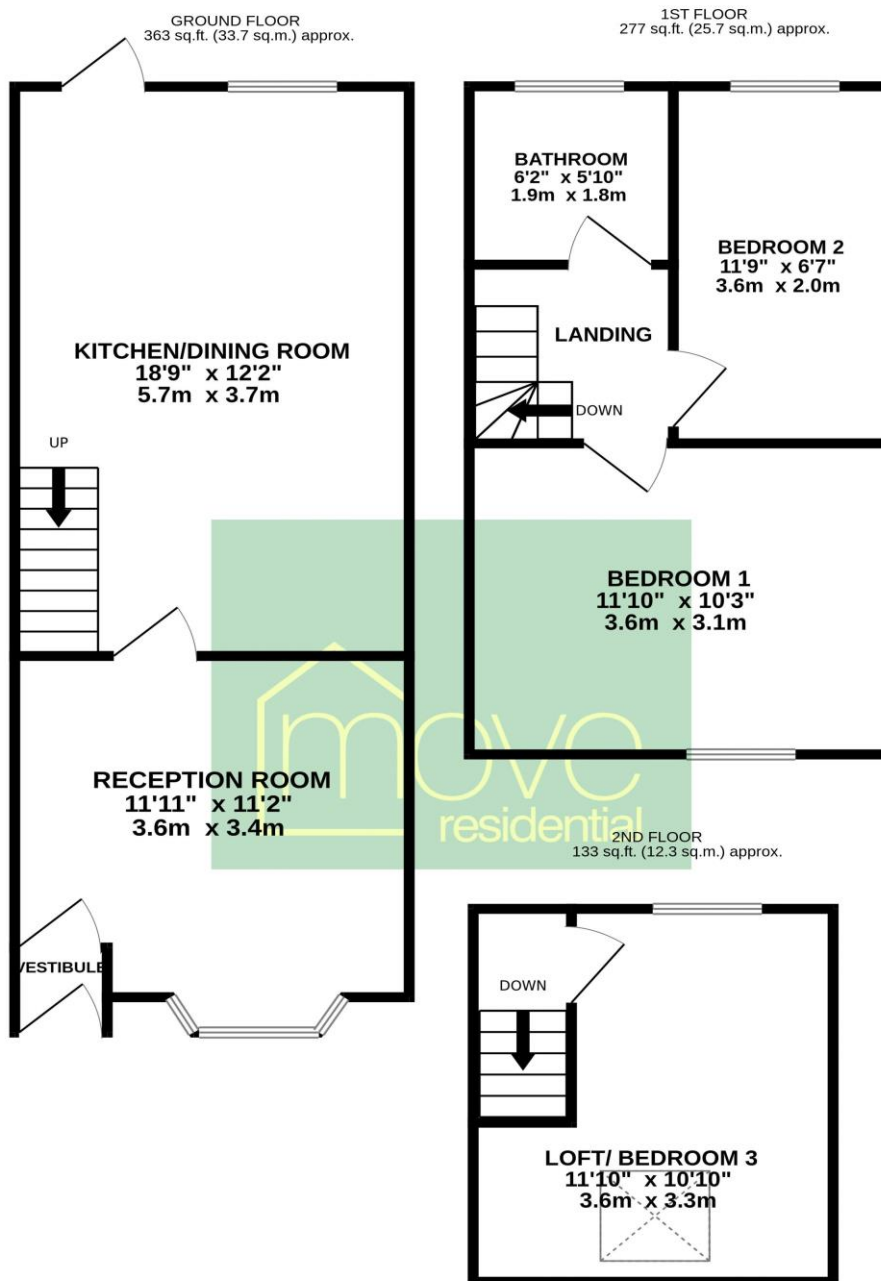 GROUND FLOOR
363 sq.ft. (33.7 sq.m.) approx.
KITCHEN/DINING ROOM
18'9" x 12'2"
5.7m x 3.7m
UP
RECEPTION ROOM
11'11" x 11'2"
3.6m x 3.4m
VESTIBULE
1ST FLOOR
277 sq.ft. (25.7 sq.m.) approx.
BATHROOM
6'2" x 5'10"
1.9m x 1.8m
BEDROOM 2
11'9" x 6'7"
3.6m x 2.0m
LANDING
DOWN
BEDROOM 1
11'10" x 10'3"
3.6m x 3.1m
move
residential
2ND FLOOR
133 sq.ft. (12.3 sq.m.) approx.
DOWN
LOFT/ BEDROOM 3
11'10" x 10'10"
3.6m x 3.3m